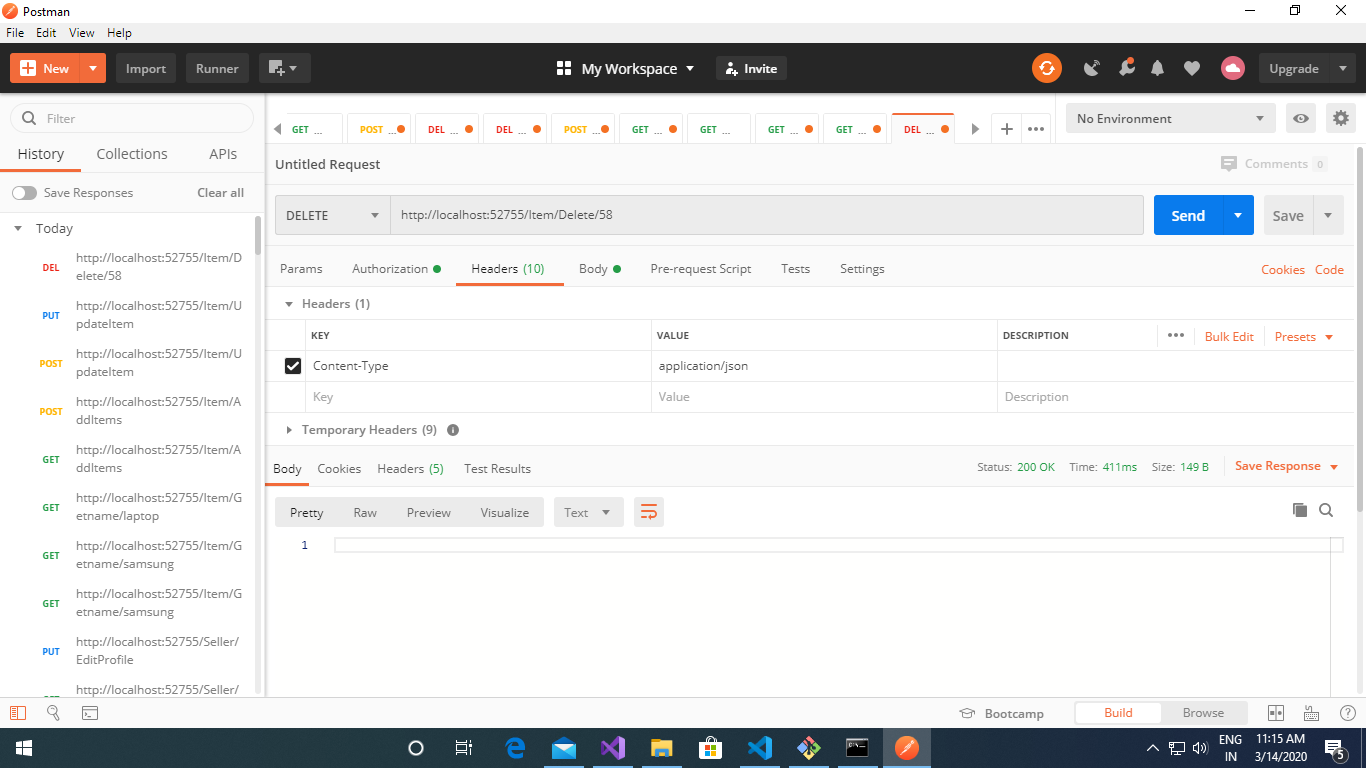 Postman
File Edit View Help
New Import Runner My Workspace Invite Upgrade
Filter
History Collections APIs
Save Responses Clear all
Today
DEL http://localhost:52755/Item/D
elete/58
PUT http://localhost:52755/Item/U
pdateItem
POST http://localhost:52755/Item/U
pdateItem
POST http://localhost:52755/Item/A
ddItems
GET http://localhost:52755/Item/A
ddItems
GET http://localhost:52755/Item/G
etname/laptop
GET http://localhost:52755/Item/G
etname/samsung
GET http://localhost:52755/Item/G
etname/samsung
PUT http://localhost:52755/Seller/
EditProfile
http://localhost:52755/Seller/
GET ... POST ... DEL ... DEL ... POST ... GET ... GET ... GET ... GET ... DEL ...
No Environment
Untitled Request Comments 0
DELETE http://localhost:52755/Item/Delete/58 Send Save
Params Authorization Headers (10) Body Pre-request Script Tests Settings Cookies Code
Headers (1)
KEY VALUE DESCRIPTION Bulk Edit Presets
Content-Type application/json
Key Value Description
Temporary Headers (9)
Body Cookies Headers (5) Test Results Status: 200 OK Time: 411ms Size: 149 B Save Response
Pretty Raw Preview Visualize Text
1
Bootcamp Build Browse
ENG
IN
11:15 AM
3/14/2020
5